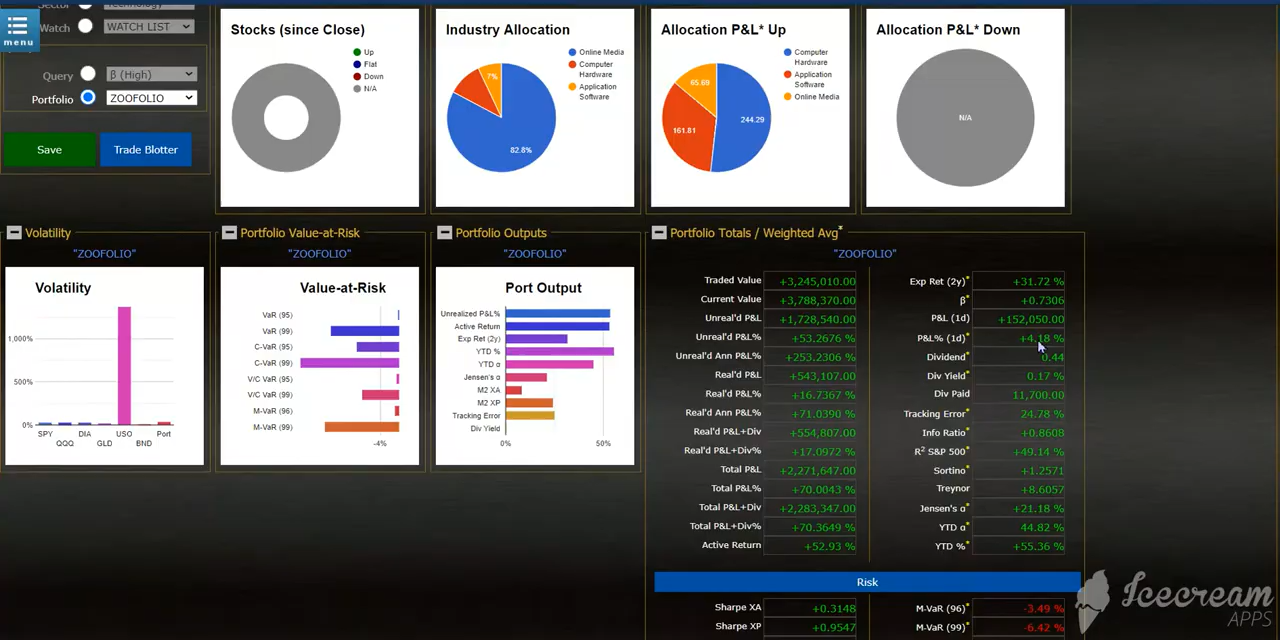 Sector Technology
Watch WATCH LIST
menu
Query β (High)
Portfolio ZOOFOLIO
Save Trade Blotter
Stocks (since Close)
Up
Flat
Down
N/A
Industry Allocation
Online Media
Computer
Hardware
Application
Software
7%
82.8%
Allocation P&L* Up
Computer
Hardware
Application
Software
Online Media
65.69
244.29
161.81
Allocation P&L* Down
N/A
Volatility
"ZOOFOLIO"
Volatility
1,000%
500%
0%
SPY DIA USO Port
QQQ GLD BND
Portfolio Value-at-Risk
"ZOOFOLIO"
Value-at-Risk
VaR (95)
VaR (99)
C-VaR (95)
C-VaR (99)
V/C VaR (95)
V/C VaR (99)
M-VaR (96)
M-VaR (99)
-4%
Portfolio Outputs
"ZOOFOLIO"
Port Output
Unrealized P&L%
Active Return
Exp Ret (2y)
YTD %
YTD α
Jensen's α
M2 XA
M2 XP
Tracking Error
Div Yield
0% 50%
Portfolio Totals / Weighted Avg*
"ZOOFOLIO"
Traded Value +3,245,010.00 Exp Ret (2y)* +31.72 %
Current Value +3,788,370.00 β* +0.7306
Unreal'd P&L +1,728,540.00 P&L (1d) +152,050.00
Unreal'd P&L% +53.2676 % P&L% (1d)* +4.18 %
Unreal'd Ann P&L% +253.2306 % Dividend* 0.44
Real'd P&L +543,107.00 Div Yield* 0.17 %
Real'd P&L% +16.7367 % Div Paid 11,700.00
Real'd Ann P&L% +71.0390 % Tracking Error* 24.78 %
Real'd P&L+Div +554,807.00 Info Ratio* +0.8608
Real'd P&L+Div% +17.0972 % R2 S&P 500* +49.14 %
Total P&L +2,271,647.00 Sortino* +1.2571
Total P&L% +70.0043 % Treynor +8.6057
Total P&L+Div +2,283,347.00 Jensen's α* +21.18 %
Total P&L+Div% +70.3649 % YTD α* 44.82 %
Active Return +52.93 % YTD %* +55.36 %
Risk
Sharpe XA +0.3148 M-VaR (96)* -3.49 %
Sharpe XP +0.9547 M-VaR (99)* -6.42 %
Icecream
APPS